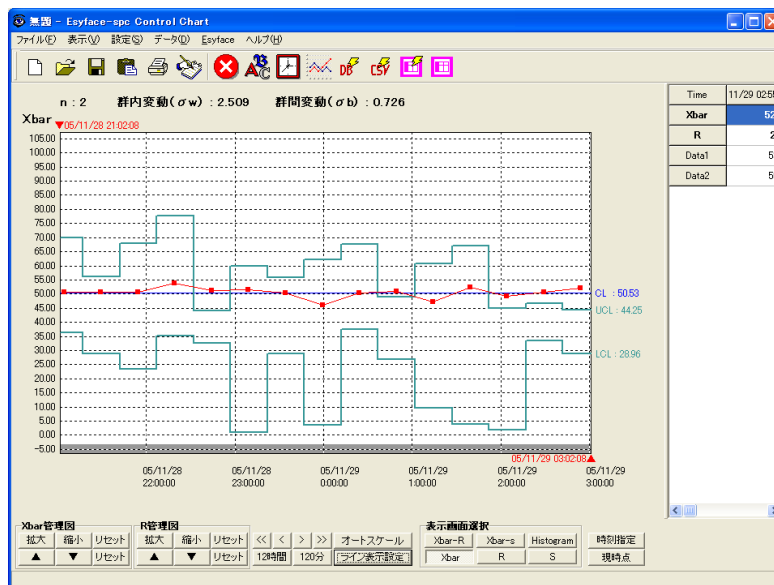 無題 - Esyface-spc Control Chart
ファイル(F) 表示(V) 設定(S) データ(D) Esyface ヘルプ(H)
DB CSV
n : 2 群内変動(σw) : 2.509 群間変動(σb) : 0.726
Xbar
▼05/11/28 21:02:08
105.00
100.00
95.00
90.00
85.00
80.00
75.00
70.00
65.00
60.00
55.00
50.00
45.00
40.00
35.00
30.00
25.00
20.00
15.00
10.00
5.00
0.00
-5.00
CL : 50.53
UCL : 44.25
LCL : 28.96
05/11/29 03:02:08▲
05/11/28 05/11/28 05/11/29 05/11/29 05/11/29 05/11/29
22:00:00 23:00:00 0:00:00 1:00:00 2:00:00 3:00:00
Time 11/29 02:5
Xbar 52
R 2
Data1 5
Data2 5
Xbar管理図 R管理図 表示画面選択
拡大 縮小 リセット 拡大 縮小 リセット << < > >> オートスケール Xbar-R Xbar-s Histogram 時刻指定
▲ ▼ リセット ▲ ▼ リセット 12時間 120分 ライン表示設定 Xbar R S 現時点